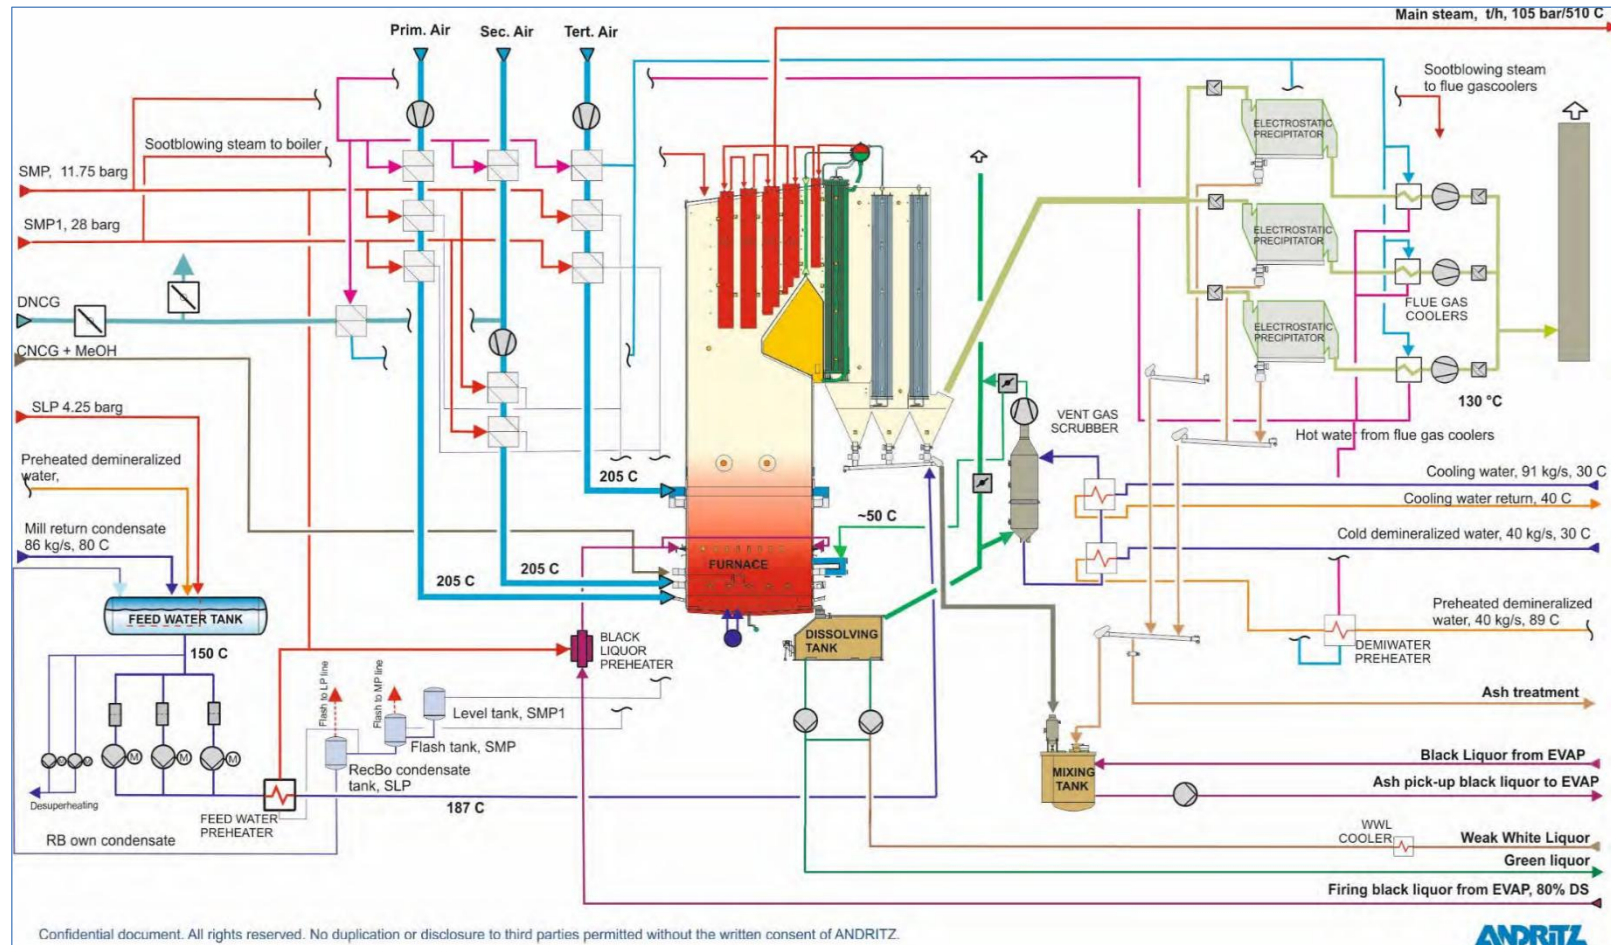 Main steam, t/h, 105 bar/510 C
Prim. Air
Sec. Air
Tert. Air
Sootblowing steam
to flue gascoolers
ELECTROSTATIC
PRECIPITATOR
Sootblowing steam to boiler
SMP, 11.75 barg
SMP1, 28 barg
ELECTROSTATIC
PRECIPITATOR
DNCG
FLUE GAS
COOLERS
ELECTROSTATIC
PRECIPITATOR
CNCG + MeOH
130 °C
SLP 4.25 barg
VENT GAS
SCRUBBER
Hot water from flue gas coolers
Preheated demineralized
water,
205 C
Cooling water, 91 kg/s, 30 C
Cooling water return, 40 C
Mill return condensate
86 kg/s, 80 C
~50 C
Cold demineralized water, 40 kg/s, 30 C
FURNACE
205 C
205 C
FEED WATER TANK
Preheated demineralized
water, 40 kg/s, 89 C
DISSOLVING
TANK
BLACK
LIQUOR
PREHEATER
DEMIWATER
PREHEATER
150 C
Flash to LP line
Flash to MP line
Ash treatment
Level tank, SMP1
Flash tank, SMP
M
M
M
RecBo condensate
tank, SLP
Black Liquor from EVAP
MIXING
TANK
Ash pick-up black liquor to EVAP
Desuperheating
187 C
FEED WATER
PREHEATER
RB own condensate
WWL
COOLER
Weak White Liquor
Green liquor
Firing black liquor from EVAP, 80% DS
Confidential document. All rights reserved. No duplication or disclosure to third parties permitted without the written consent of ANDRITZ.
ANDRITZ